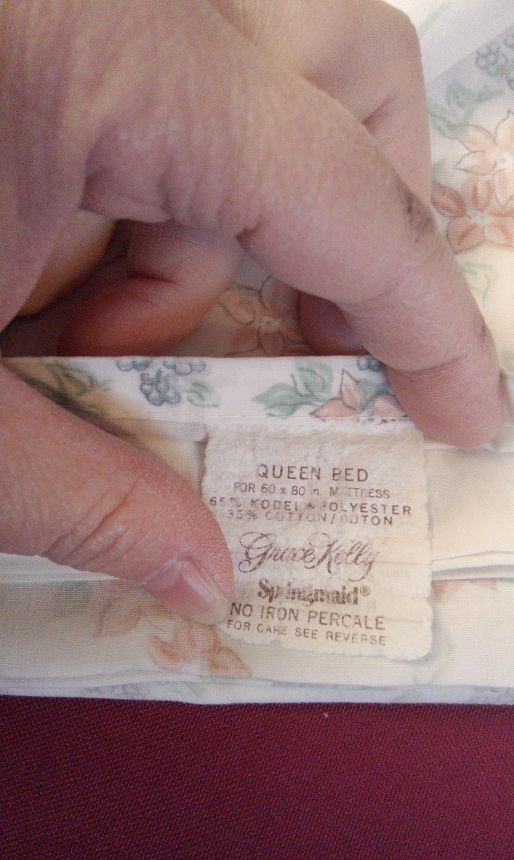 QUEEN BED
FOR 60 x 80 in. MATTRESS
65% KODEL POLYESTER
35% COTTON/COTON
Grace Kelly
Springmaid®
NO IRON PERCALE
FOR CARE SEE REVERSE